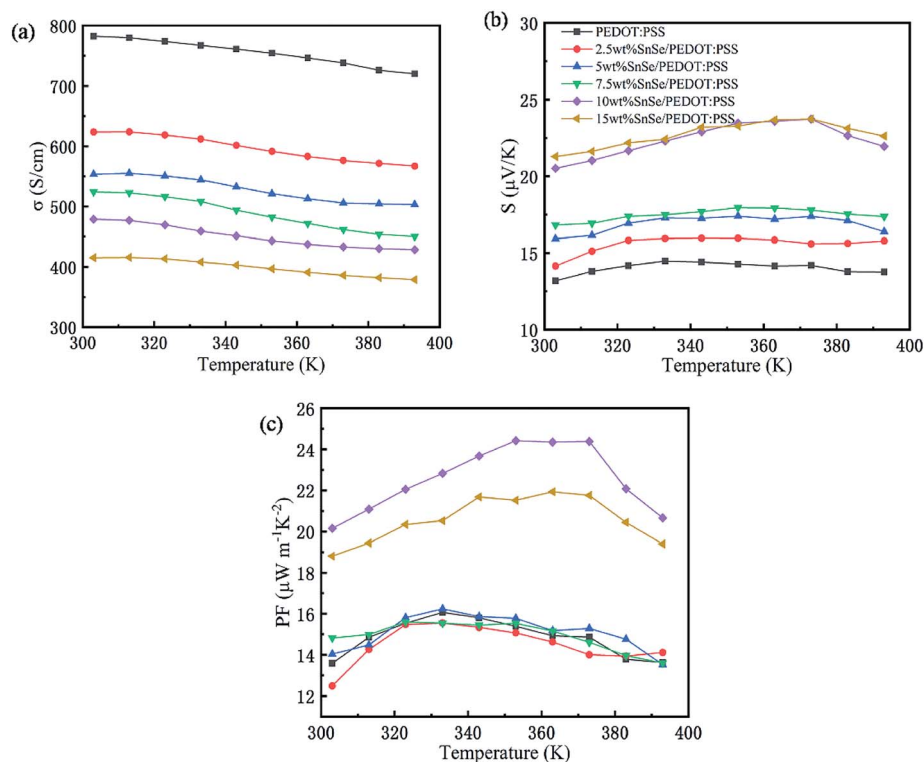 (a)
800
700
600
500
400
300
σ (S/cm)
300 320 340 360 380 400
Temperature (K)
(b)
30
25
20
15
10
S (μV/K)
PEDOT:PSS
2.5wt%SnSe/PEDOT:PSS
5wt%SnSe/PEDOT:PSS
7.5wt%SnSe/PEDOT:PSS
10wt%SnSe/PEDOT:PSS
15wt%SnSe/PEDOT:PSS
300 320 340 360 380 400
Temperature (K)
(c)
26
24
22
20
18
16
14
12
PF (μW m⁻¹K⁻²)
300 320 340 360 380 400
Temperature (K)